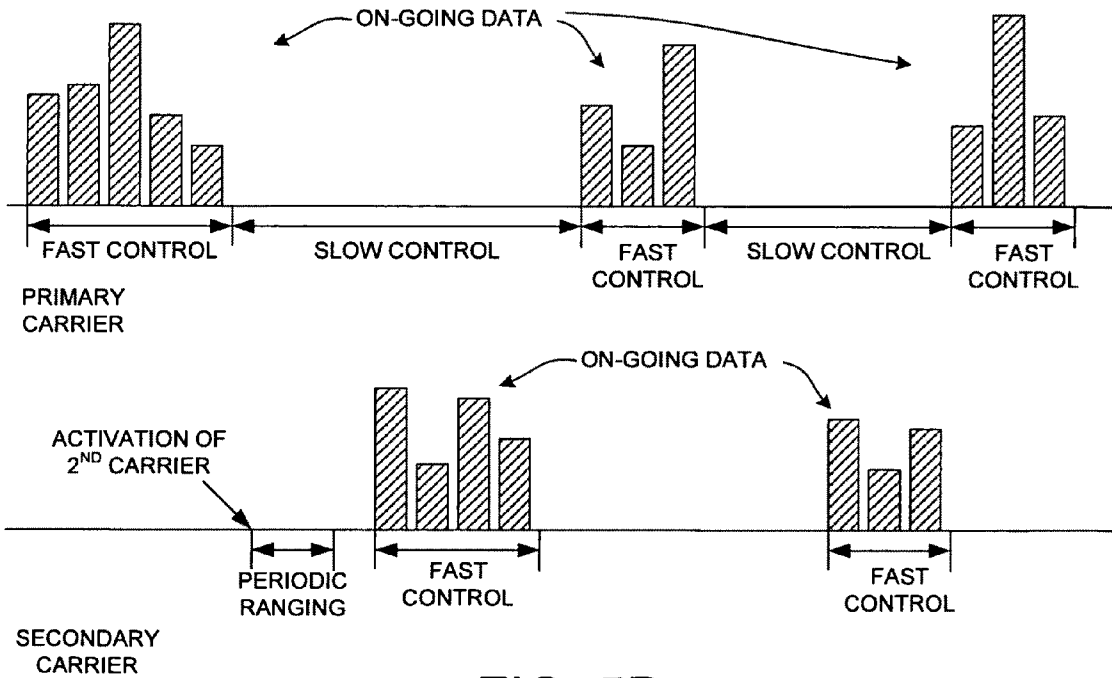 ON-GOING DATA
FAST CONTROL
SLOW CONTROL
FAST
CONTROL
SLOW CONTROL
FAST
CONTROL
PRIMARY
CARRIER
ON-GOING DATA
ACTIVATION OF
2ND CARRIER
PERIODIC
RANGING
FAST
CONTROL
FAST
CONTROL
SECONDARY
CARRIER